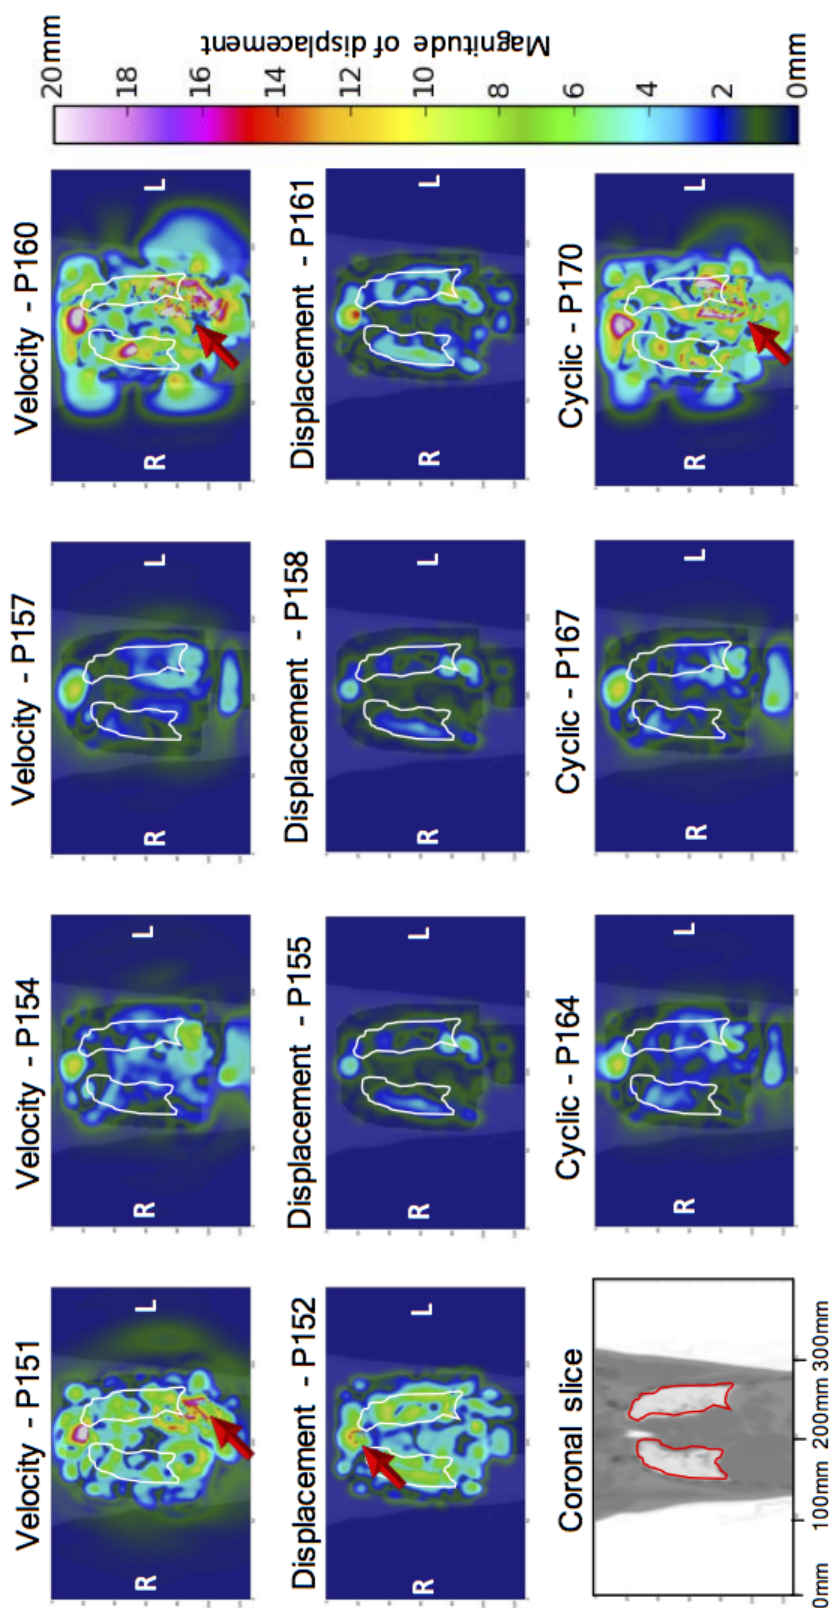 Velocity - P151
Velocity - P154
Velocity - P157
Velocity - P160
R
L
R
L
R
L
R
L
Displacement - P152
Displacement - P155
Displacement - P158
Displacement - P161
L
R
L
R
L
R
L
Coronal slice
Cyclic - P164
Cyclic - P167
Cyclic - P170
R
L
R
L
R
L
0mm
100mm
200mm
300mm
20mm
18
16
14
12
10
8
6
4
2
0mm
Magnitude of displacement